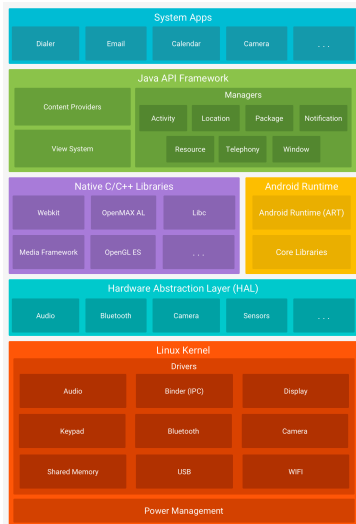 System Apps
Dialer Email Calendar Camera . . .
Java API Framework
Content Providers
View System
Managers
Activity Location Package Notification
Resource Telephony Window
Native C/C++ Libraries
Webkit OpenMAX AL Libc
Media Framework OpenGL ES . . .
Android Runtime
Android Runtime (ART)
Core Libraries
Hardware Abstraction Layer (HAL)
Audio Bluetooth Camera Sensors . . .
Linux Kernel
Drivers
Audio Binder (IPC) Display
Keypad Bluetooth Camera
Shared Memory USB WIFI
Power Management